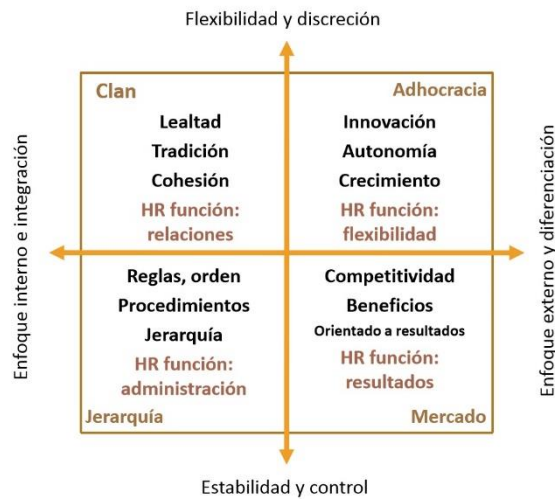 Flexibilidad y discreción
Clan
Lealtad
Tradición
Cohesión
HR función:
relaciones
Adhocracia
Innovación
Autonomía
Crecimiento
HR función:
flexibilidad
Enfoque interno e integración
Enfoque externo y diferenciación
Reglas, orden
Procedimientos
Jerarquía
HR función:
administración
Jerarquía
Competitividad
Beneficios
Orientado a resultados
HR función:
resultados
Mercado
Estabilidad y control